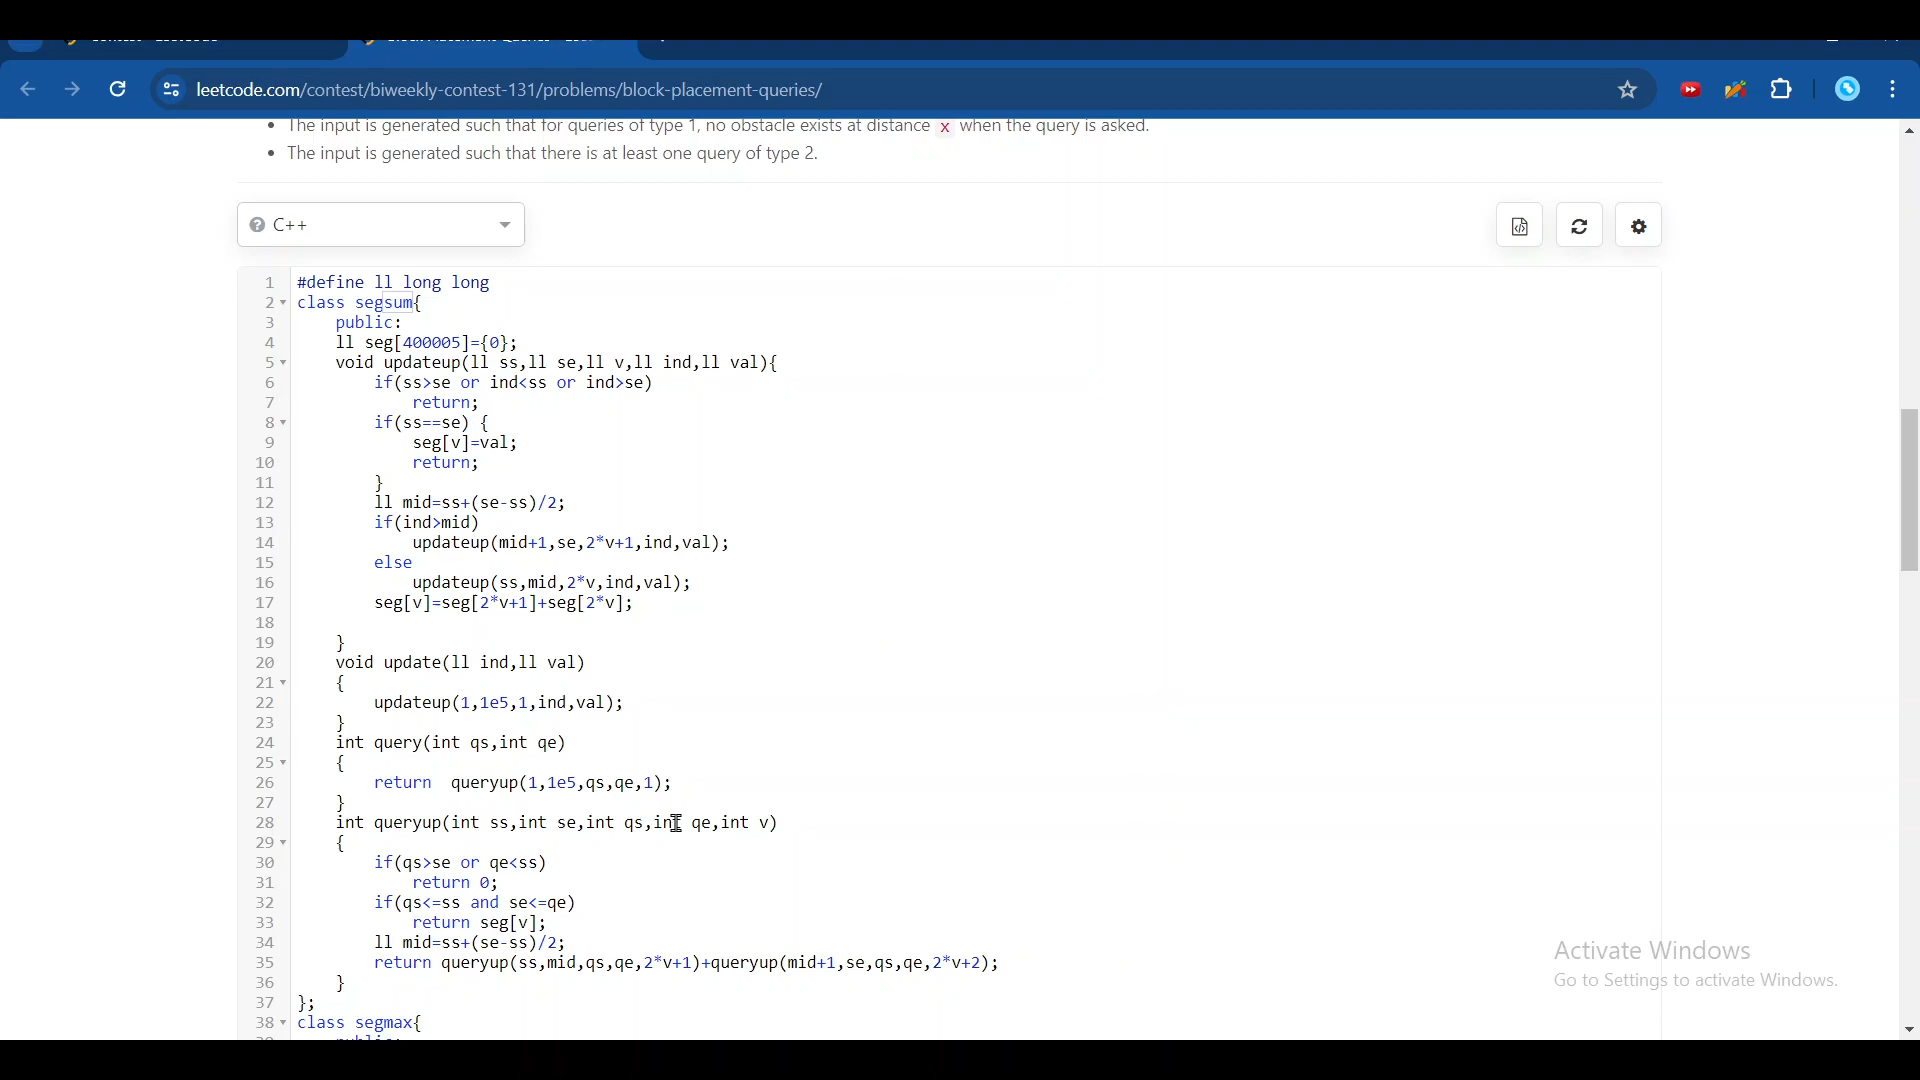 leetcode.com/contest/biweekly-contest-131/problems/block-placement-queries/
The input is generated such that for queries of type 1, no obstacle exists at distance x when the query is asked.
The input is generated such that there is at least one query of type 2.
C++
1 #define ll long long
2 class segsum{
3 public:
4 ll seg[400005]={0};
5 void updateup(ll ss,ll se,ll v,ll ind,ll val){
6 if(ss>se or ind<ss or ind>se)
7 return;
8 if(ss==se) {
9 seg[v]=val;
10 return;
11 }
12 ll mid=ss+(se-ss)/2;
13 if(ind>mid)
14 updateup(mid+1,se,2*v+1,ind,val);
15 else
16 updateup(ss,mid,2*v,ind,val);
17 seg[v]=seg[2*v+1]+seg[2*v];
18
19 }
20 void update(ll ind,ll val)
21 {
22 updateup(1,1e5,1,ind,val);
23 }
24 int query(int qs,int qe)
25 {
26 return  queryup(1,1e5,qs,qe,1);
27 }
28 int queryup(int ss,int se,int qs,int qe,int v)
29 {
30 if(qs>se or qe<ss)
31 return 0;
32 if(qs<=ss and se<=qe)
33 return seg[v];
34 ll mid=ss+(se-ss)/2;
35 return queryup(ss,mid,qs,qe,2*v+1)+queryup(mid+1,se,qs,qe,2*v+2);
36 }
37 };
38 class segmax{
Activate Windows
Go to Settings to activate Windows.